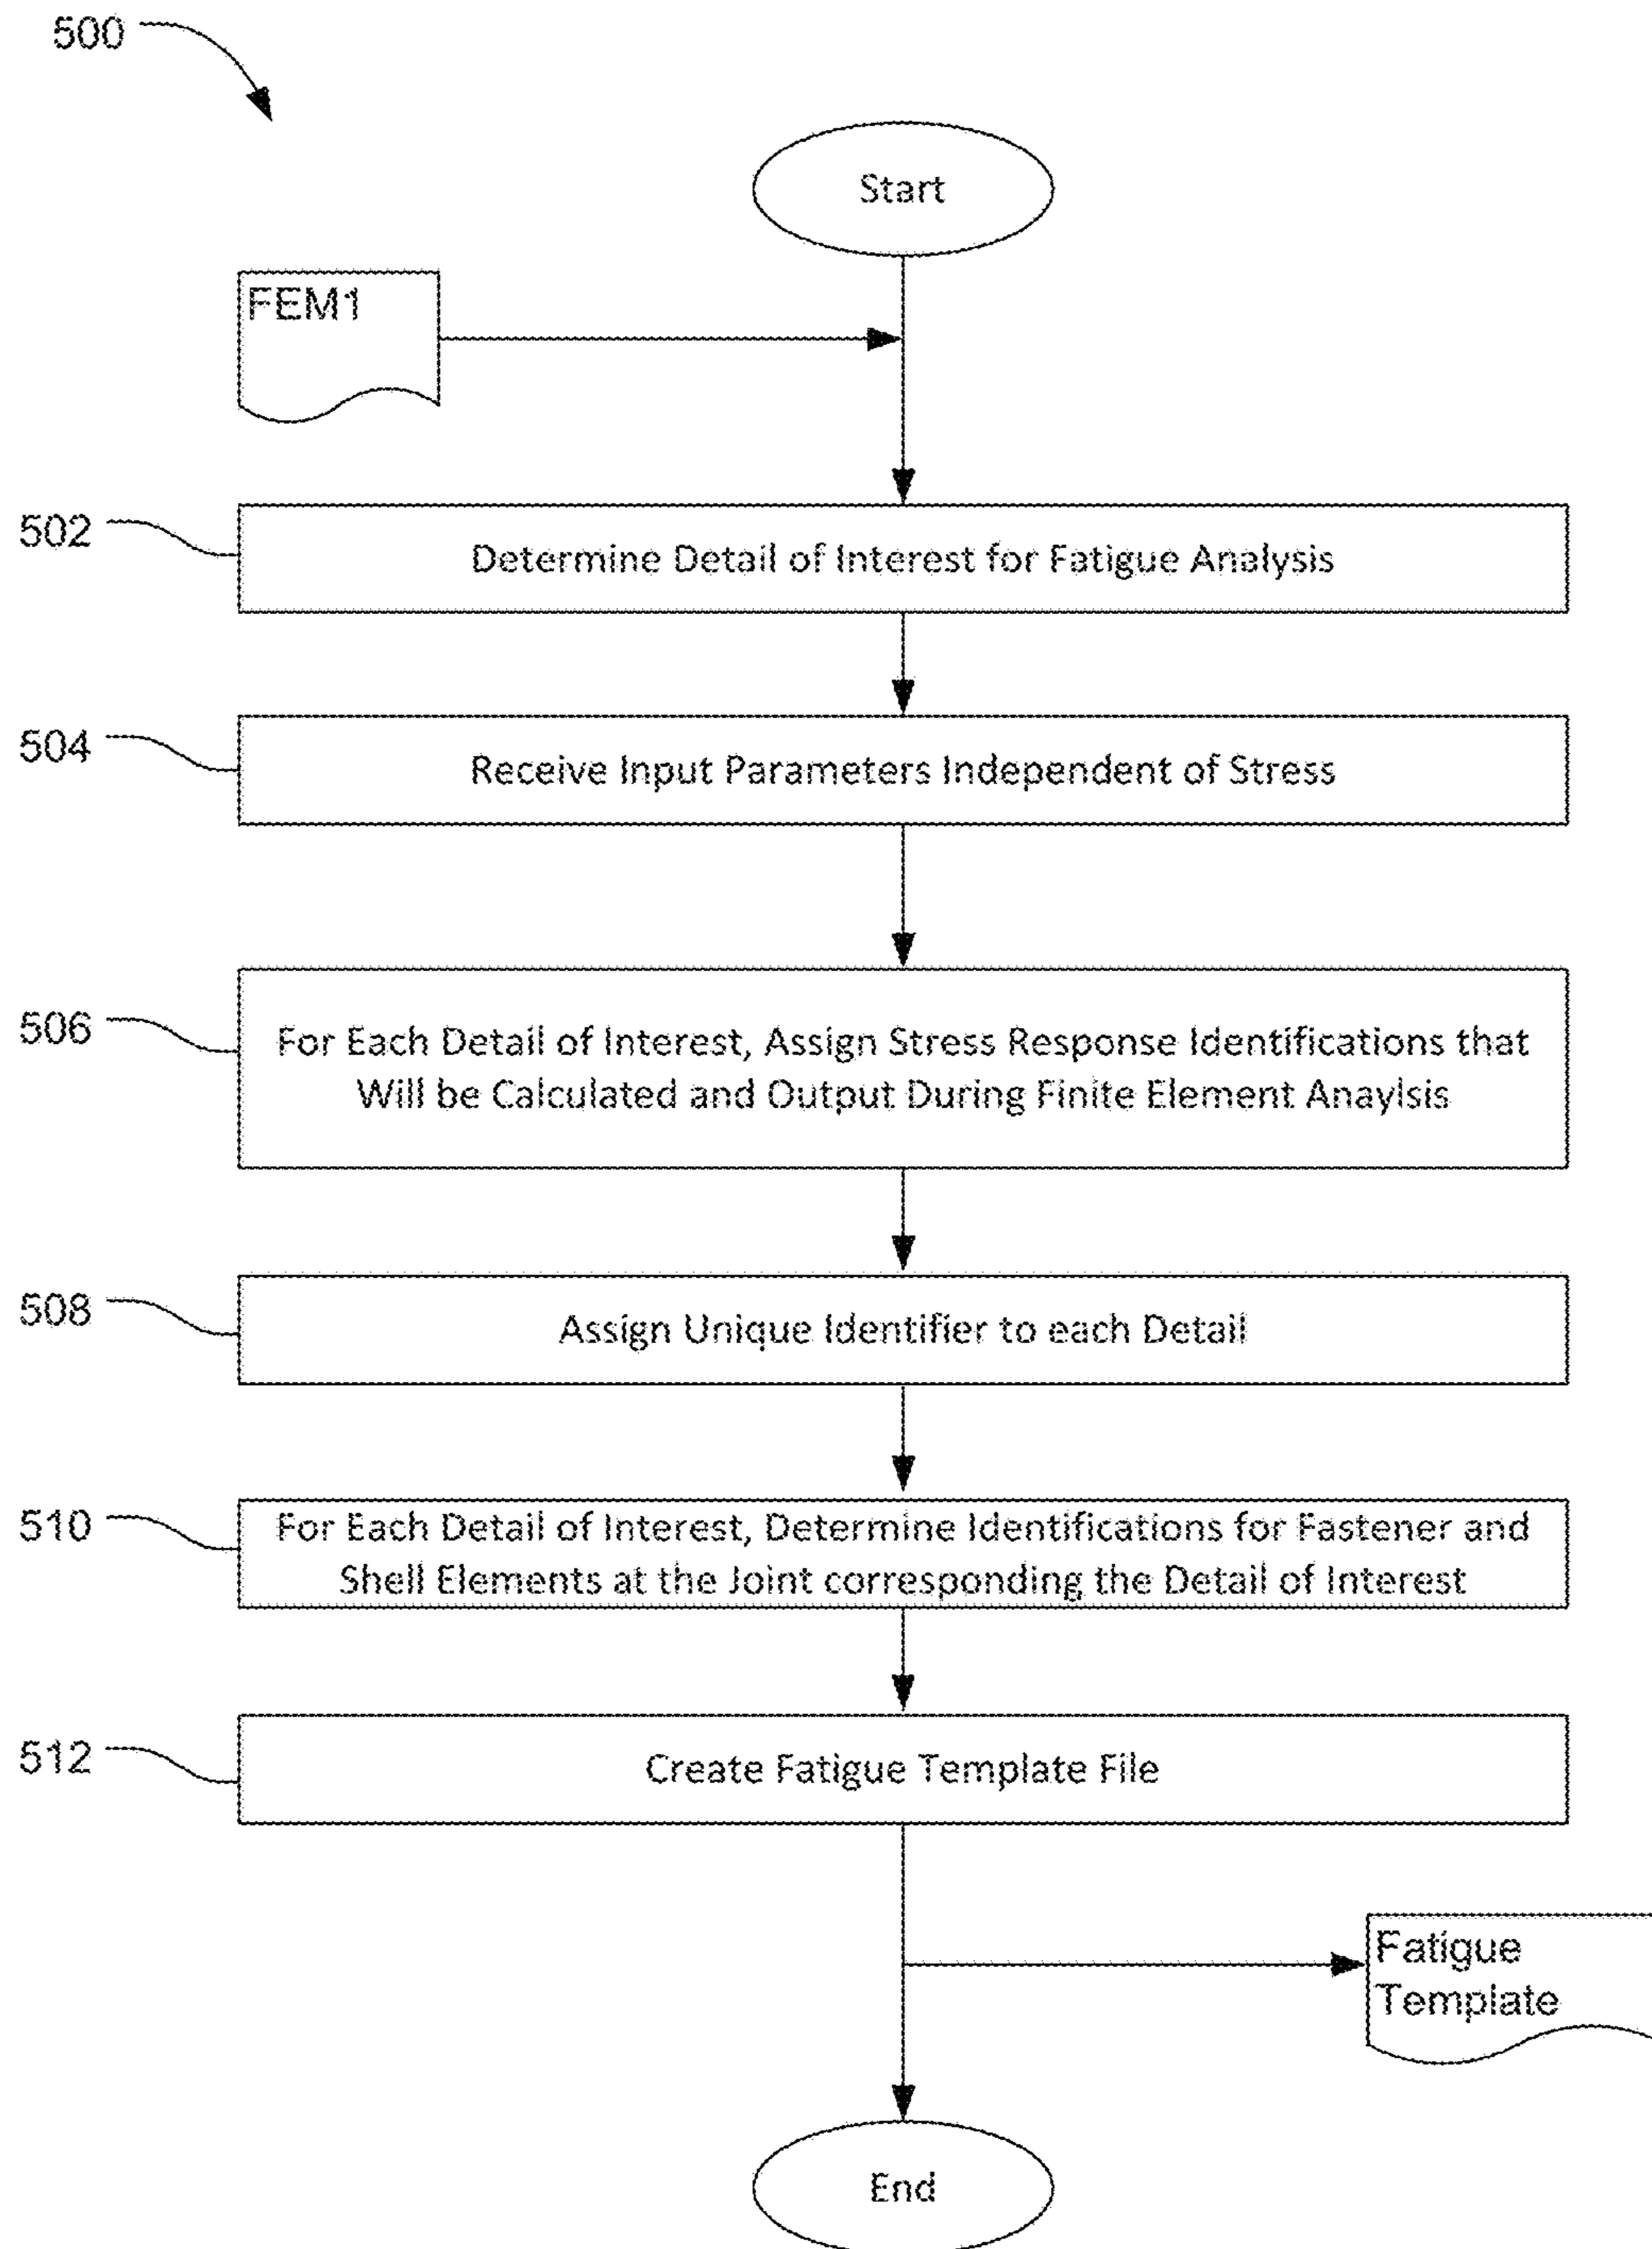 500
Start
FEM1
502
Determine Detail of Interest for Fatigue Analysis
504
Receive Input Parameters Independent of Stress
506
For Each Detail of Interest, Assign Stress Response Identifications that
Will be Calculated and Output During Finite Element Anaylsis
508
Assign Unique Identifier to each Detail
510
For Each Detail of Interest, Determine Identifications for Fastener and
Shell Elements at the Joint corresponding the Detail of Interest
512
Create Fatigue Template File
Fatigue
Template
End